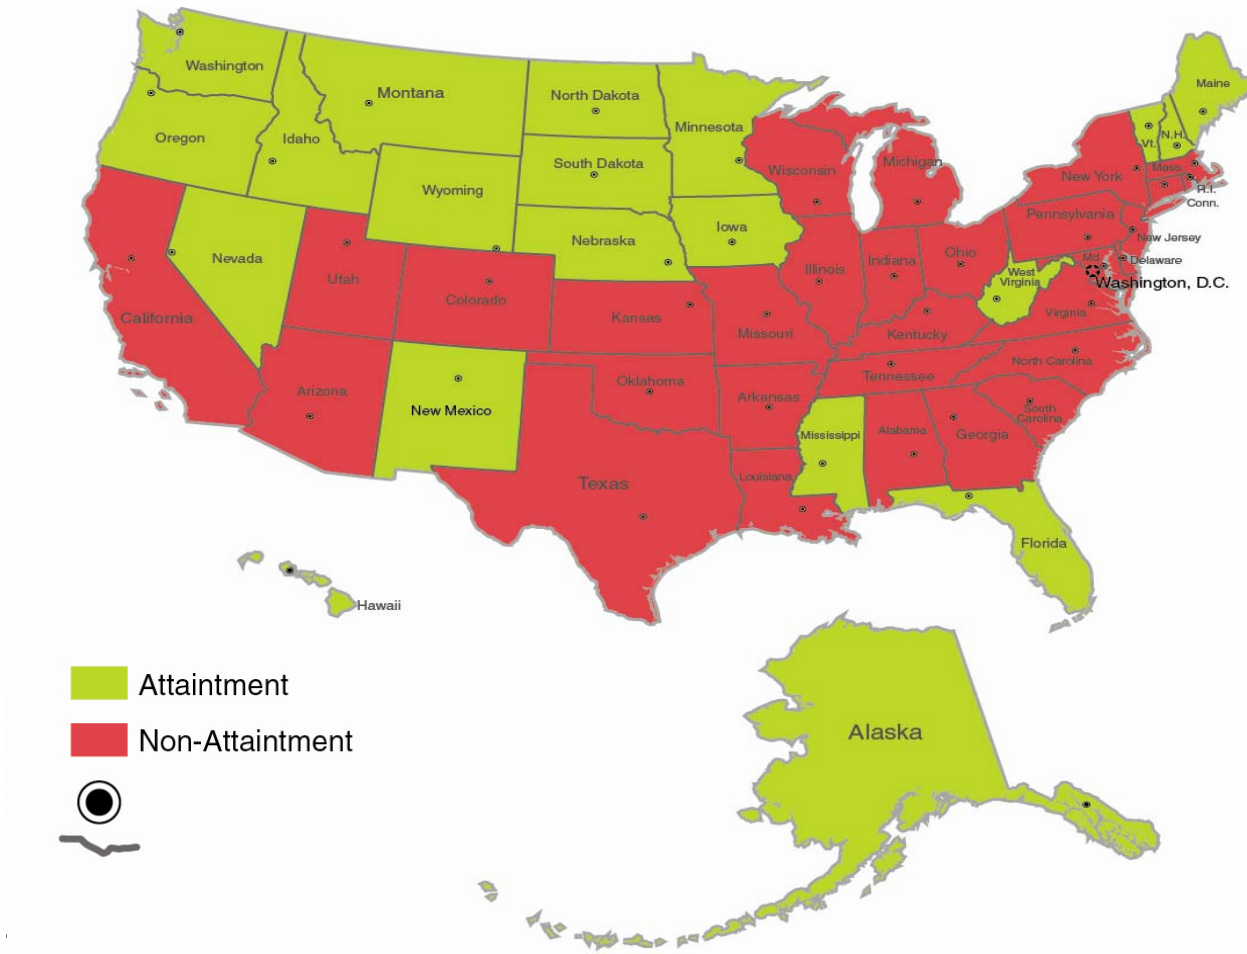 Washington
Montana
North Dakota
Minnesota
Maine
Oregon
Idaho
South Dakota
Wisconsin
Michigan
Vt.
N.H.
New York
Mass.
R.I.
Conn.
Wyoming
Nebraska
Iowa
Pennsylvania
New Jersey
Nevada
Utah
Colorado
Illinois
Indiana
Ohio
West
Virginia
Md.
Delaware
Washington, D.C.
California
Kansas
Missouri
Kentucky
Virginia
Arizona
New Mexico
Oklahoma
Arkansas
Tennessee
North Carolina
South
Carolina
Mississippi
Alabama
Georgia
Texas
Louisiana
Florida
Hawaii
Attaintment
Non-Attaintment
Alaska